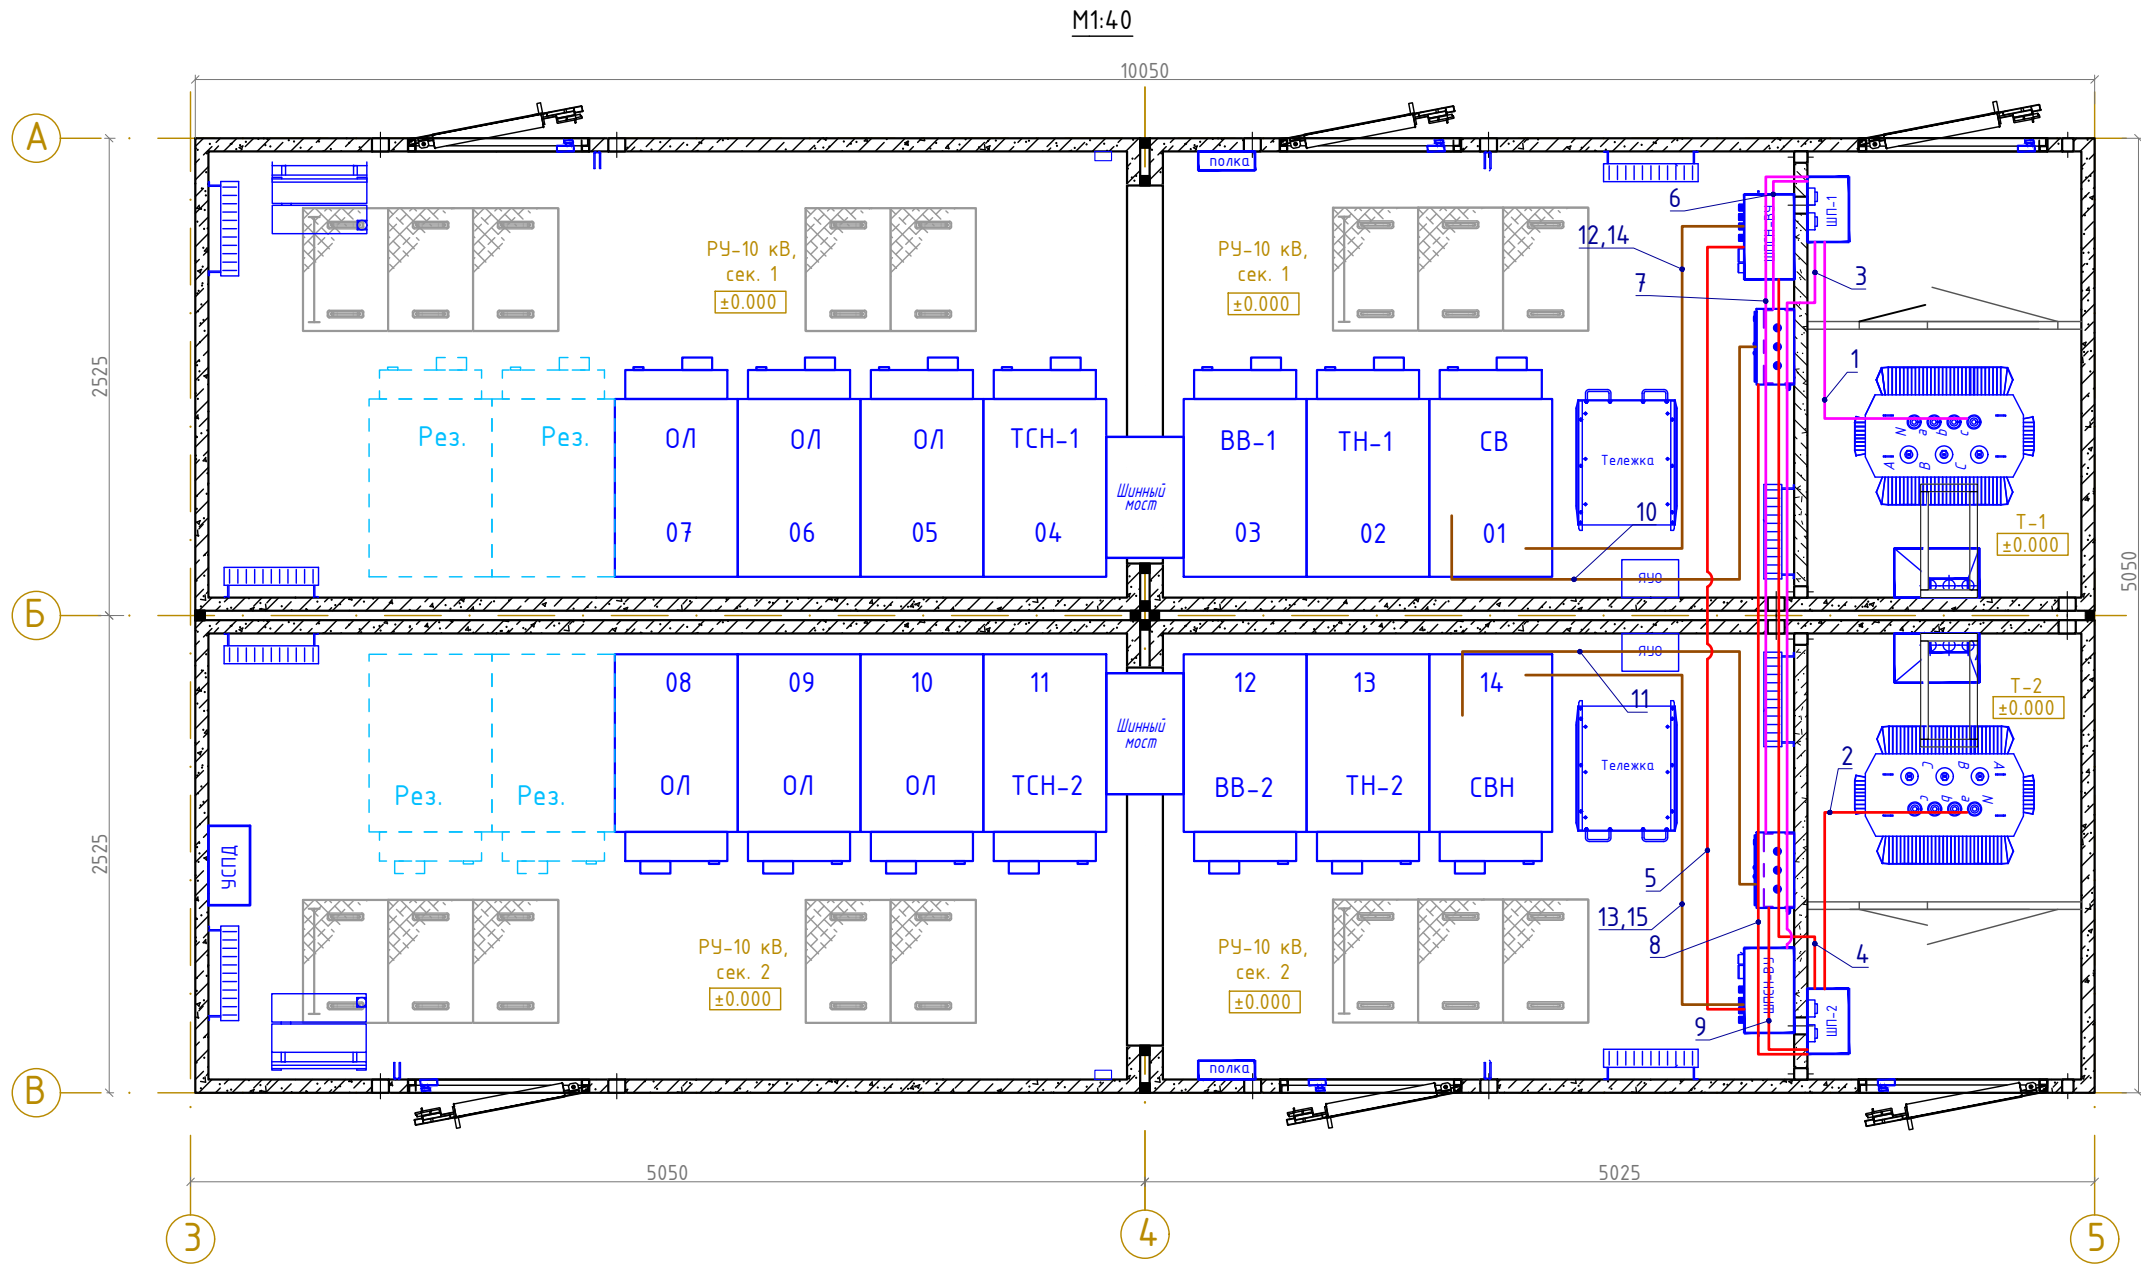 М1:40
10050
А
полка
6
ШП-1
12,14
РУ-10 кВ,
сек. 1
±0.000
РУ-10 кВ,
сек. 1
±0.000
7
3
2525
1
Рез.
Рез.
ОЛ
ОЛ
ОЛ
ТСН-1
ВВ-1
ТН-1
СВ
N a b c
A B C
Тележка
Шинный
мост
10
07
06
05
04
03
02
01
Т-1
±0.000
5050
ЯУО
Б
ЯУО
08
09
10
11
12
13
14
11
Т-2
±0.000
Шинный
мост
2
Тележка
A B C
N a b c
Рез.
Рез.
ОЛ
ОЛ
ОЛ
ТСН-2
ВВ-2
ТН-2
СВН
2525
УСПД
5
13,15
8
4
РУ-10 кВ,
сек. 2
±0.000
РУ-10 кВ,
сек. 2
±0.000
ШПСН-ВУ
ШП-2
9
полка
В
5050
5025
3
4
5